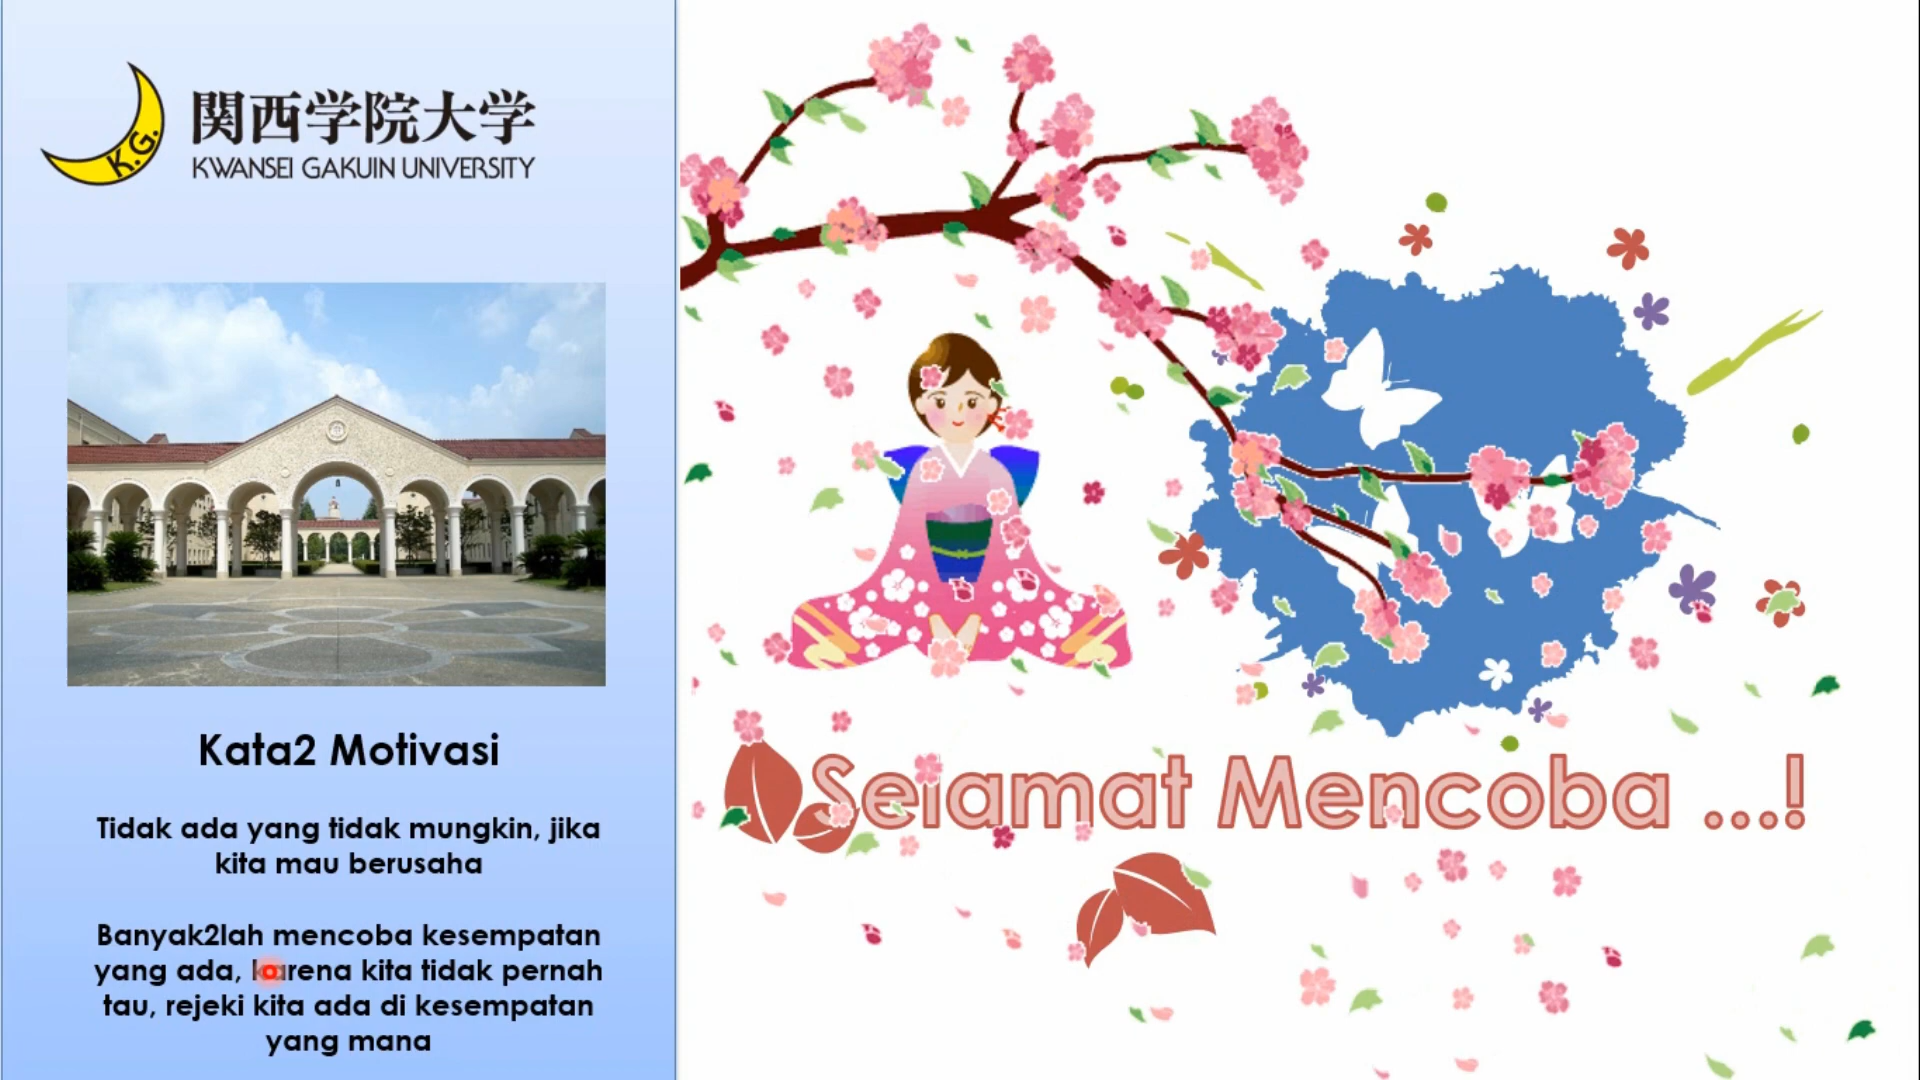 K.G.
関西学院大学
KWANSEI GAKUIN UNIVERSITY
Kata2 Motivasi
Tidak ada yang tidak mungkin, jika
kita mau berusaha
Banyak2lah mencoba kesempatan
yang ada, karena kita tidak pernah
tau, rejeki kita ada di kesempatan
yang mana
Selamat Mencoba ...!